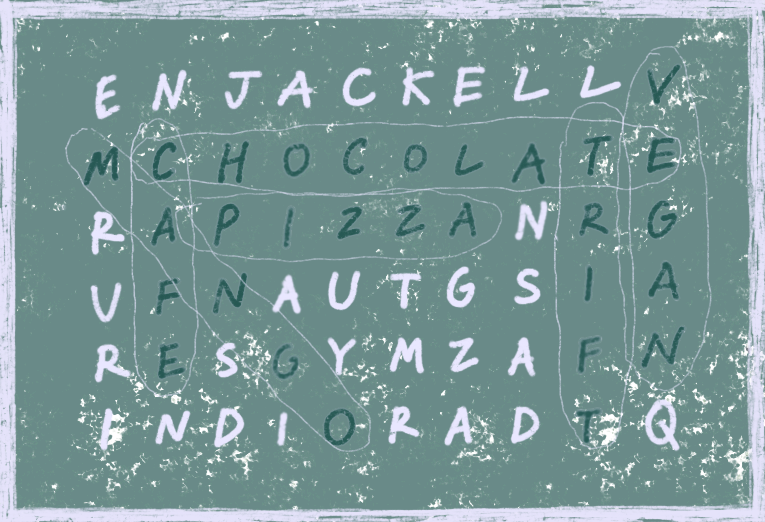 E N J A C K E L L V
M C H O C O L A T E
R A P I Z Z A N R G
U F N A U T G S I A
R E S G Y M Z A F N
I N D I O R A D T Q